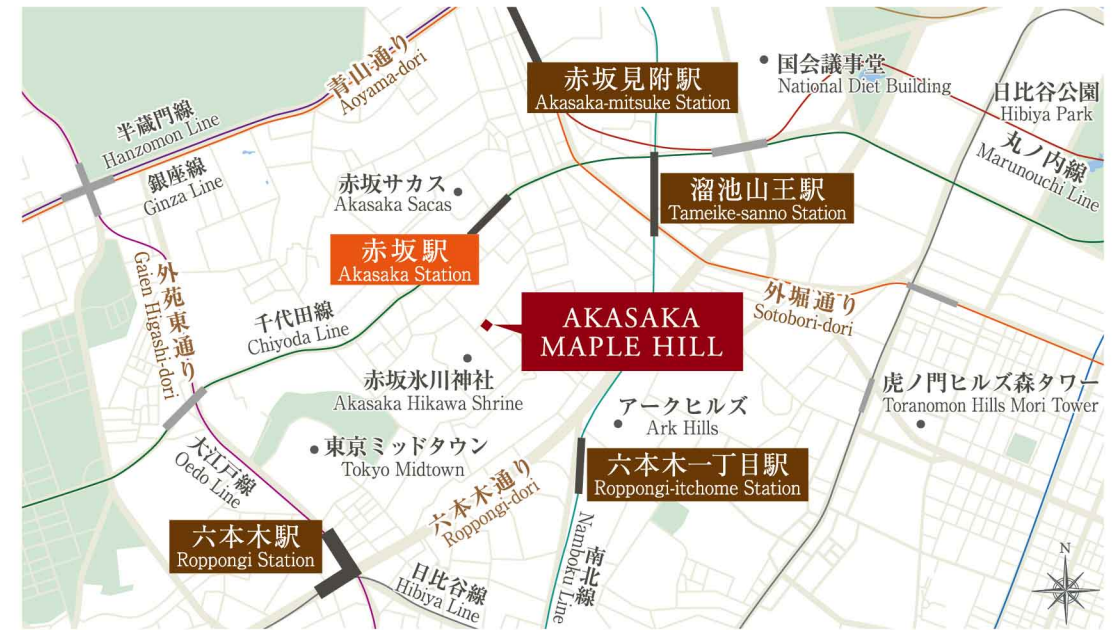 青山通り
Aoyama-dori
赤坂見附駅
Akasaka-mitsuke Station
国会議事堂
National Diet Building
日比谷公園
Hibiya Park
半蔵門線
Hanzomon Line
丸ノ内線
Marunouchi Line
銀座線
Ginza Line
赤坂サカス
Akasaka Sacas
溜池山王駅
Tameike-sanno Station
赤坂駅
Akasaka Station
外苑東通り
Gaien Higashi-dori
外堀通り
Sotobori-dori
千代田線
Chiyoda Line
AKASAKA
MAPLE HILL
赤坂氷川神社
Akasaka Hikawa Shrine
虎ノ門ヒルズ森タワー
Toranomon Hills Mori Tower
アークヒルズ
Ark Hills
東京ミッドタウン
Tokyo Midtown
大江戸線
Oedo Line
六本木通り
Roppongi-dori
六本木一丁目駅
Roppongi-itchome Station
六本木駅
Roppongi Station
南北線
Namboku Line
日比谷線
Hibiya Line
N